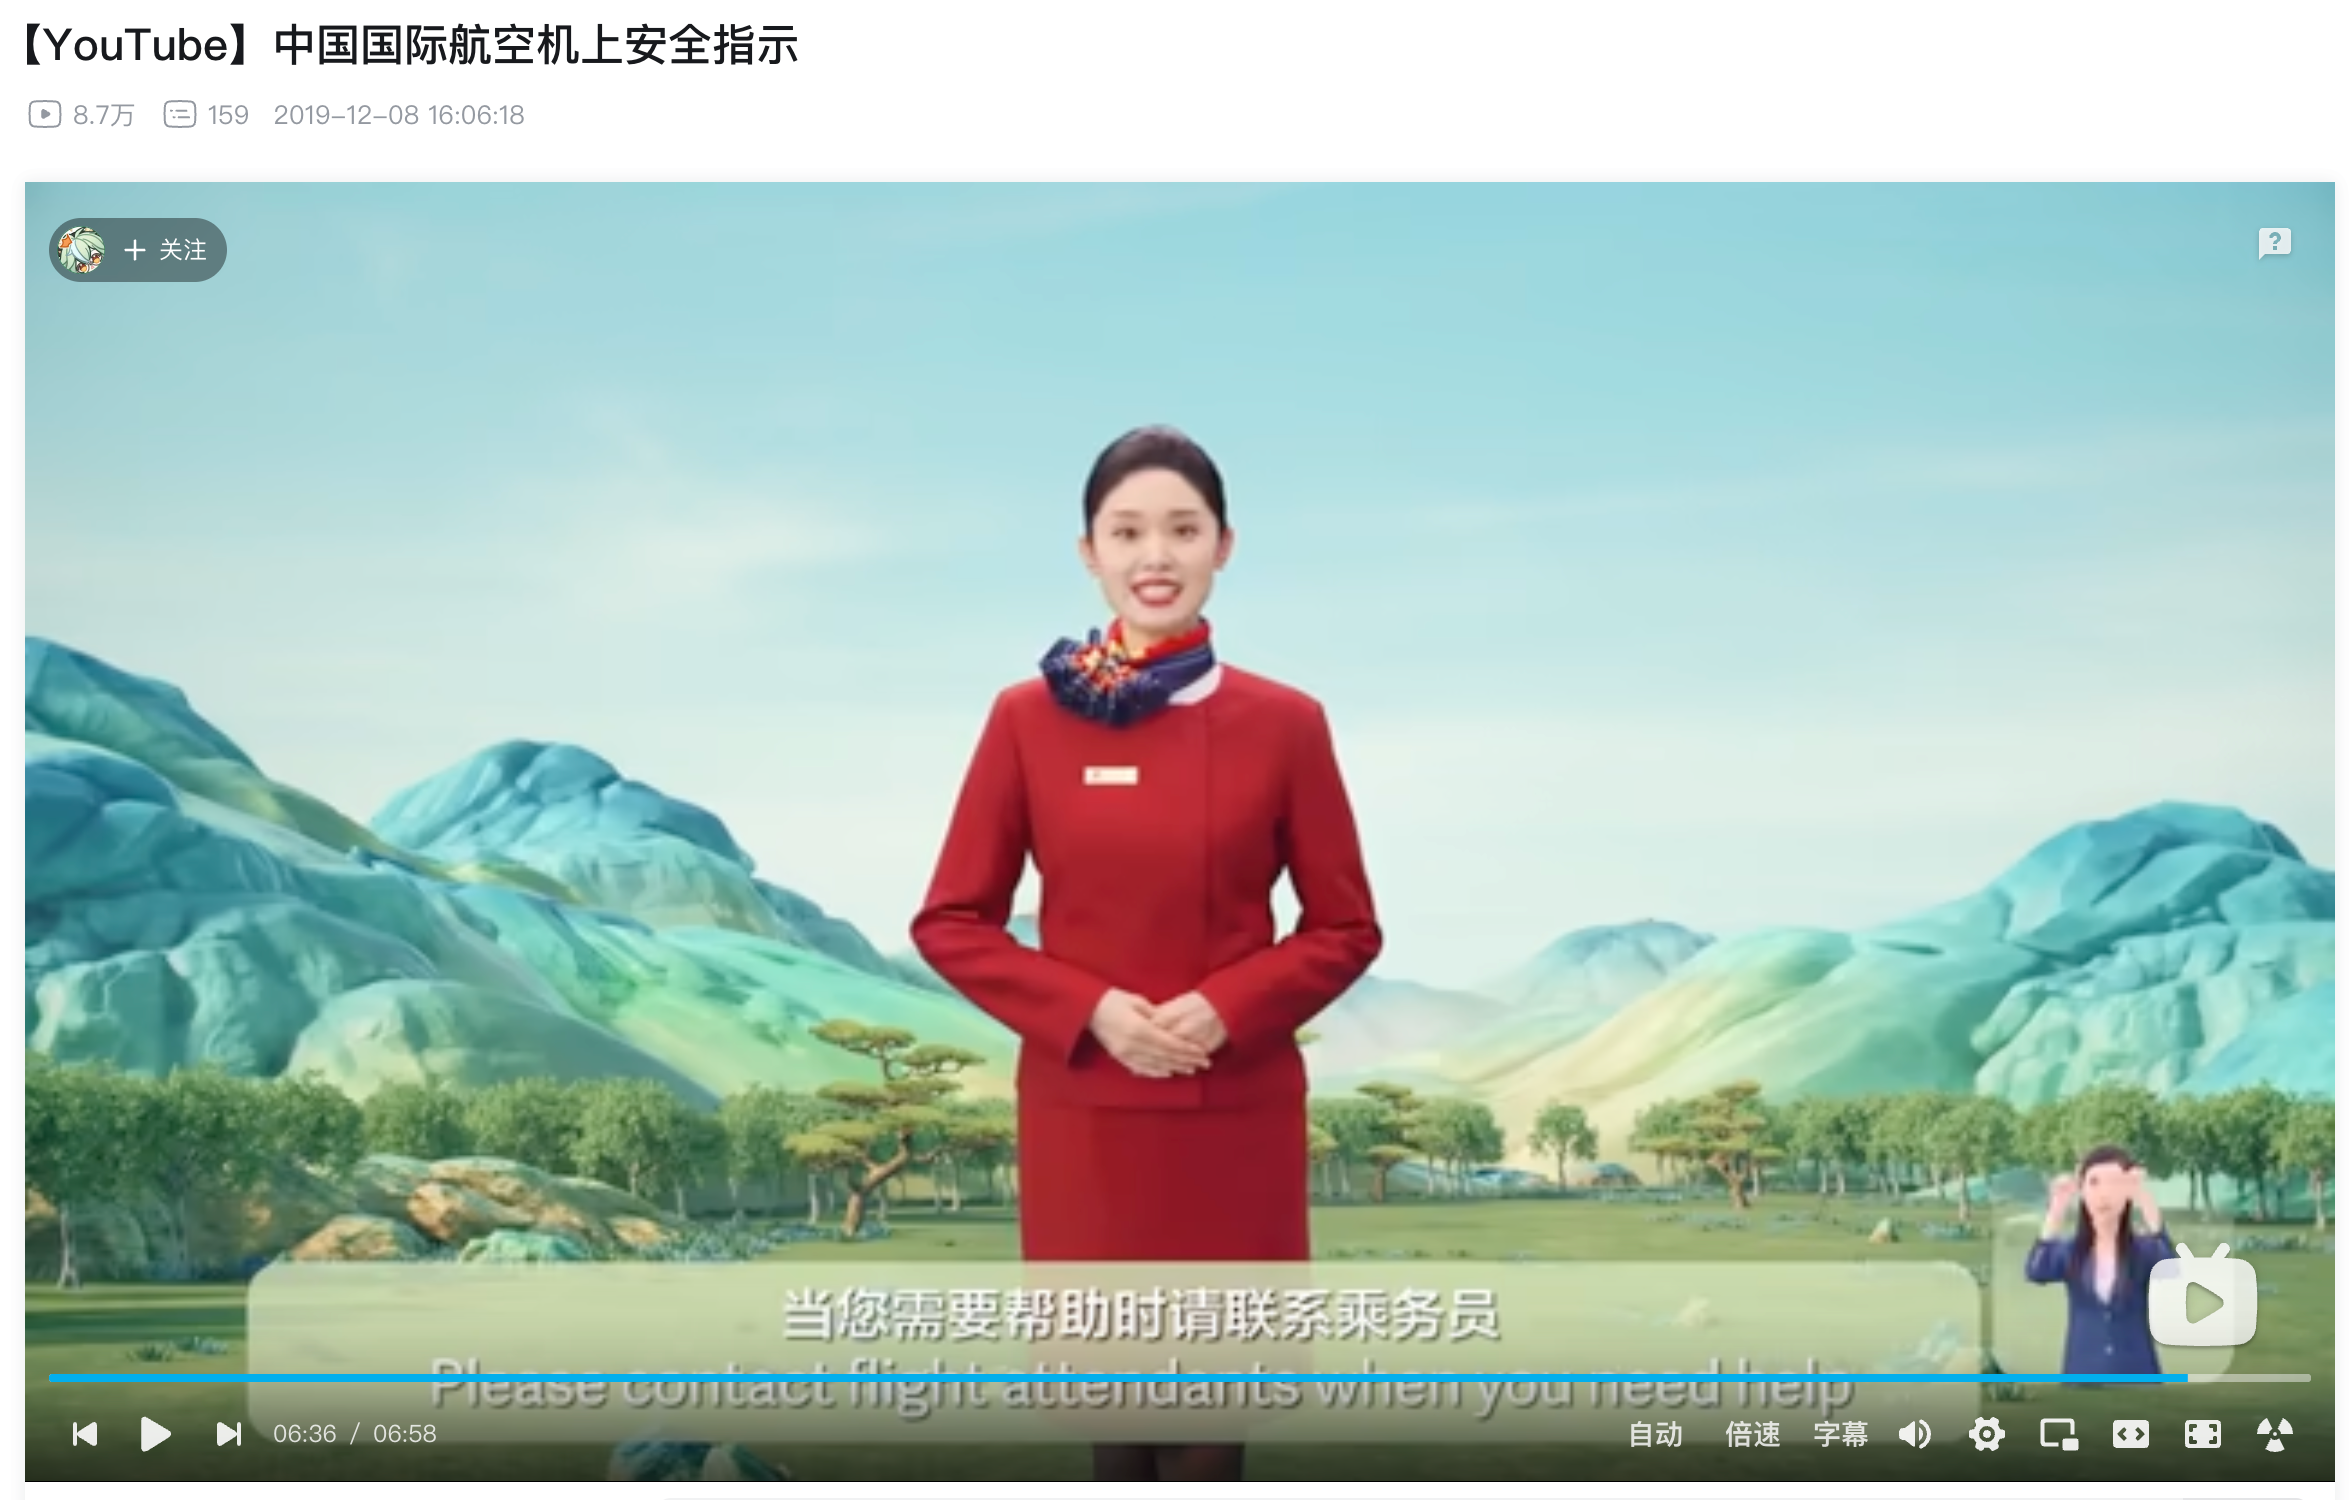 【YouTube】中国国际航空机上安全指示
8.7万 159 2019-12-08 16:06:18
+ 关注
?
当您需要帮助时请联系乘务员
Please contact flight attendants when you need help
06:36 / 06:58 自动 倍速 字幕